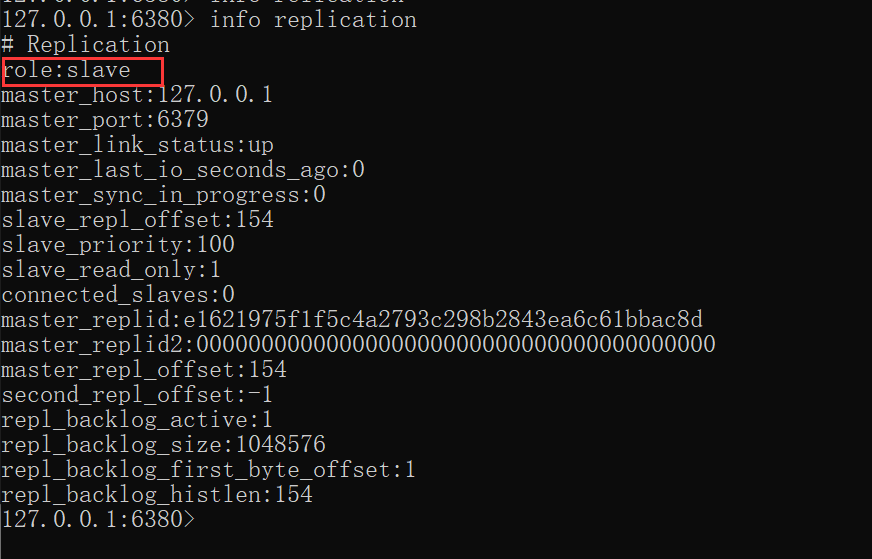 127.0.0.1:6380> info replication
# Replication
role:slave
master_host:127.0.0.1
master_port:6379
master_link_status:up
master_last_io_seconds_ago:0
master_sync_in_progress:0
slave_repl_offset:154
slave_priority:100
slave_read_only:1
connected_slaves:0
master_replid:e1621975f1f5c4a2793c298b2843ea6c61bbac8d
master_replid2:0000000000000000000000000000000000000000
master_repl_offset:154
second_repl_offset:-1
repl_backlog_active:1
repl_backlog_size:1048576
repl_backlog_first_byte_offset:1
repl_backlog_histlen:154
127.0.0.1:6380>